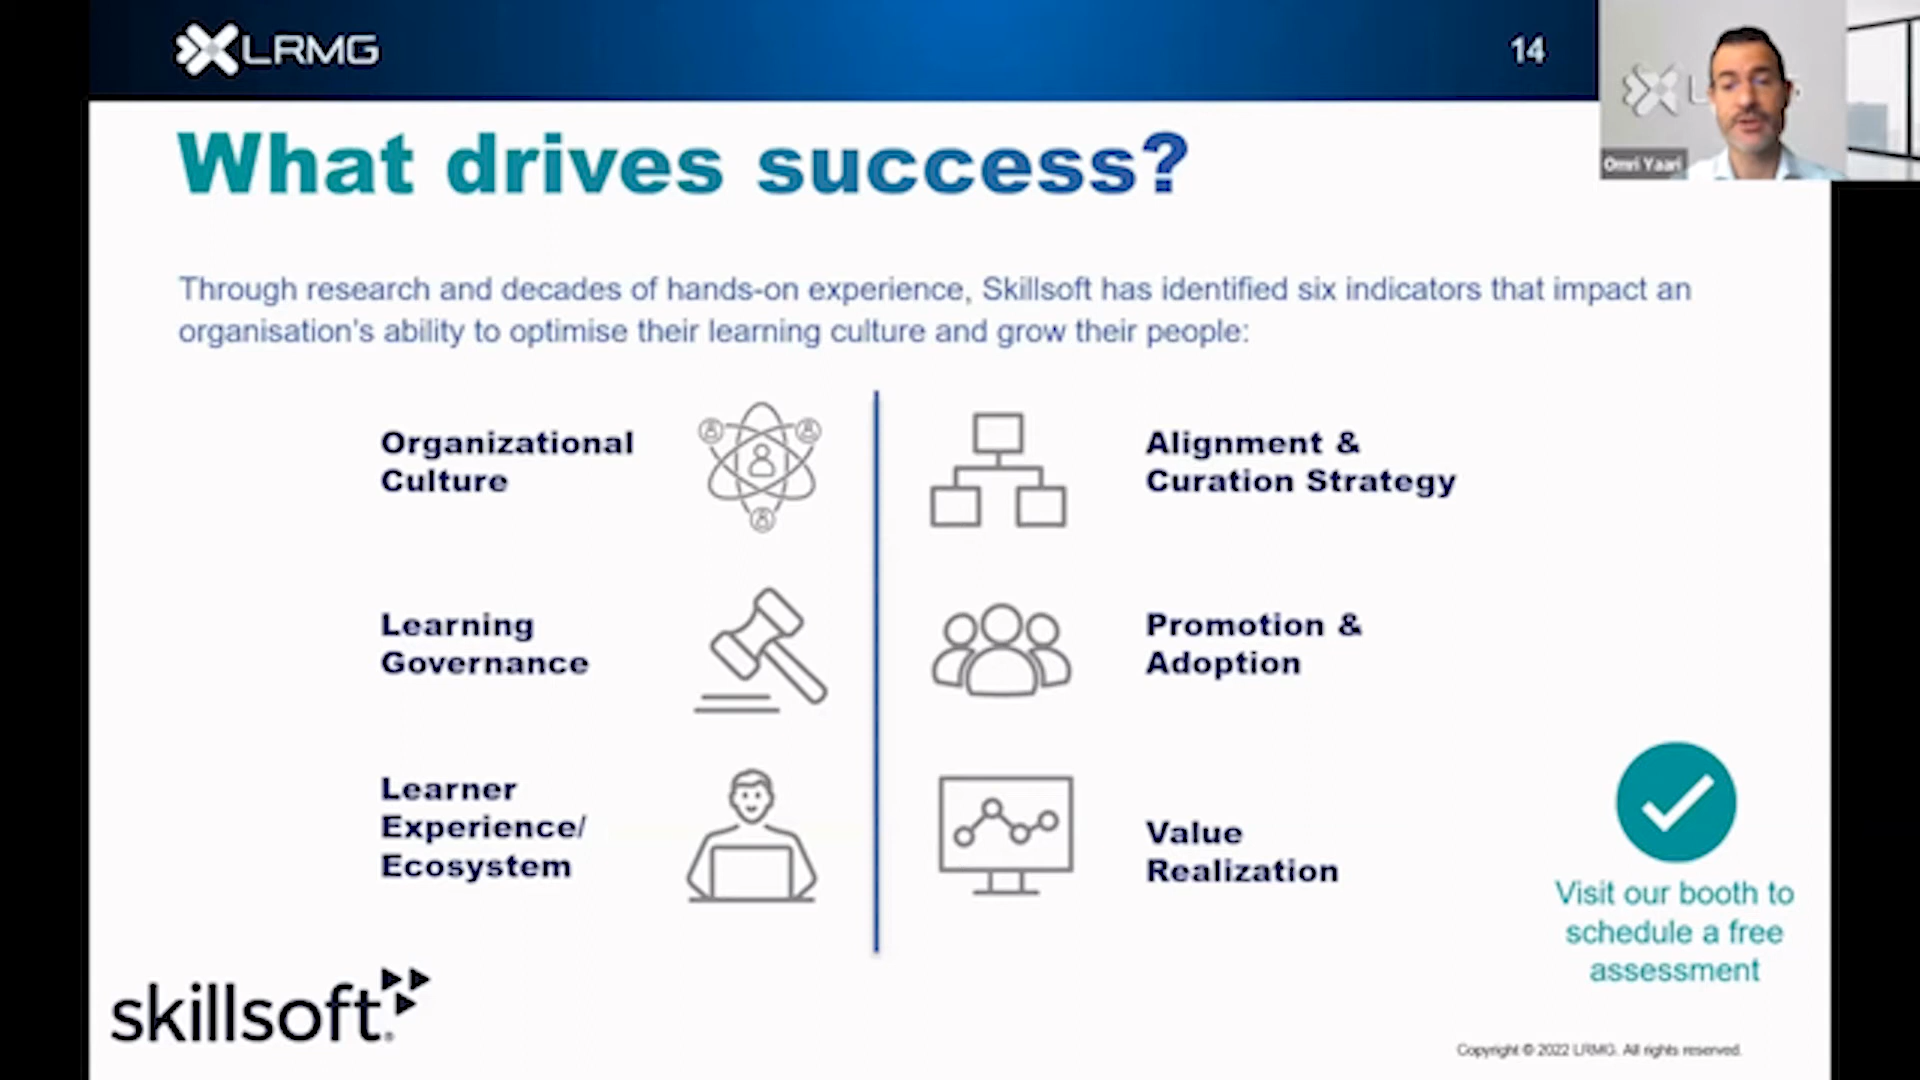 LRMG
14
Omri Yaari
What drives success?
Through research and decades of hands-on experience, Skillsoft has identified six indicators that impact an
organisation's ability to optimise their learning culture and grow their people:
Organizational
Culture
Alignment &
Curation Strategy
Learning
Governance
Promotion &
Adoption
Learner
Experience/
Ecosystem
Value
Realization
Visit our booth to
schedule a free
assessment
skillsoft
Copyright © 2022 LRMG. All rights reserved.